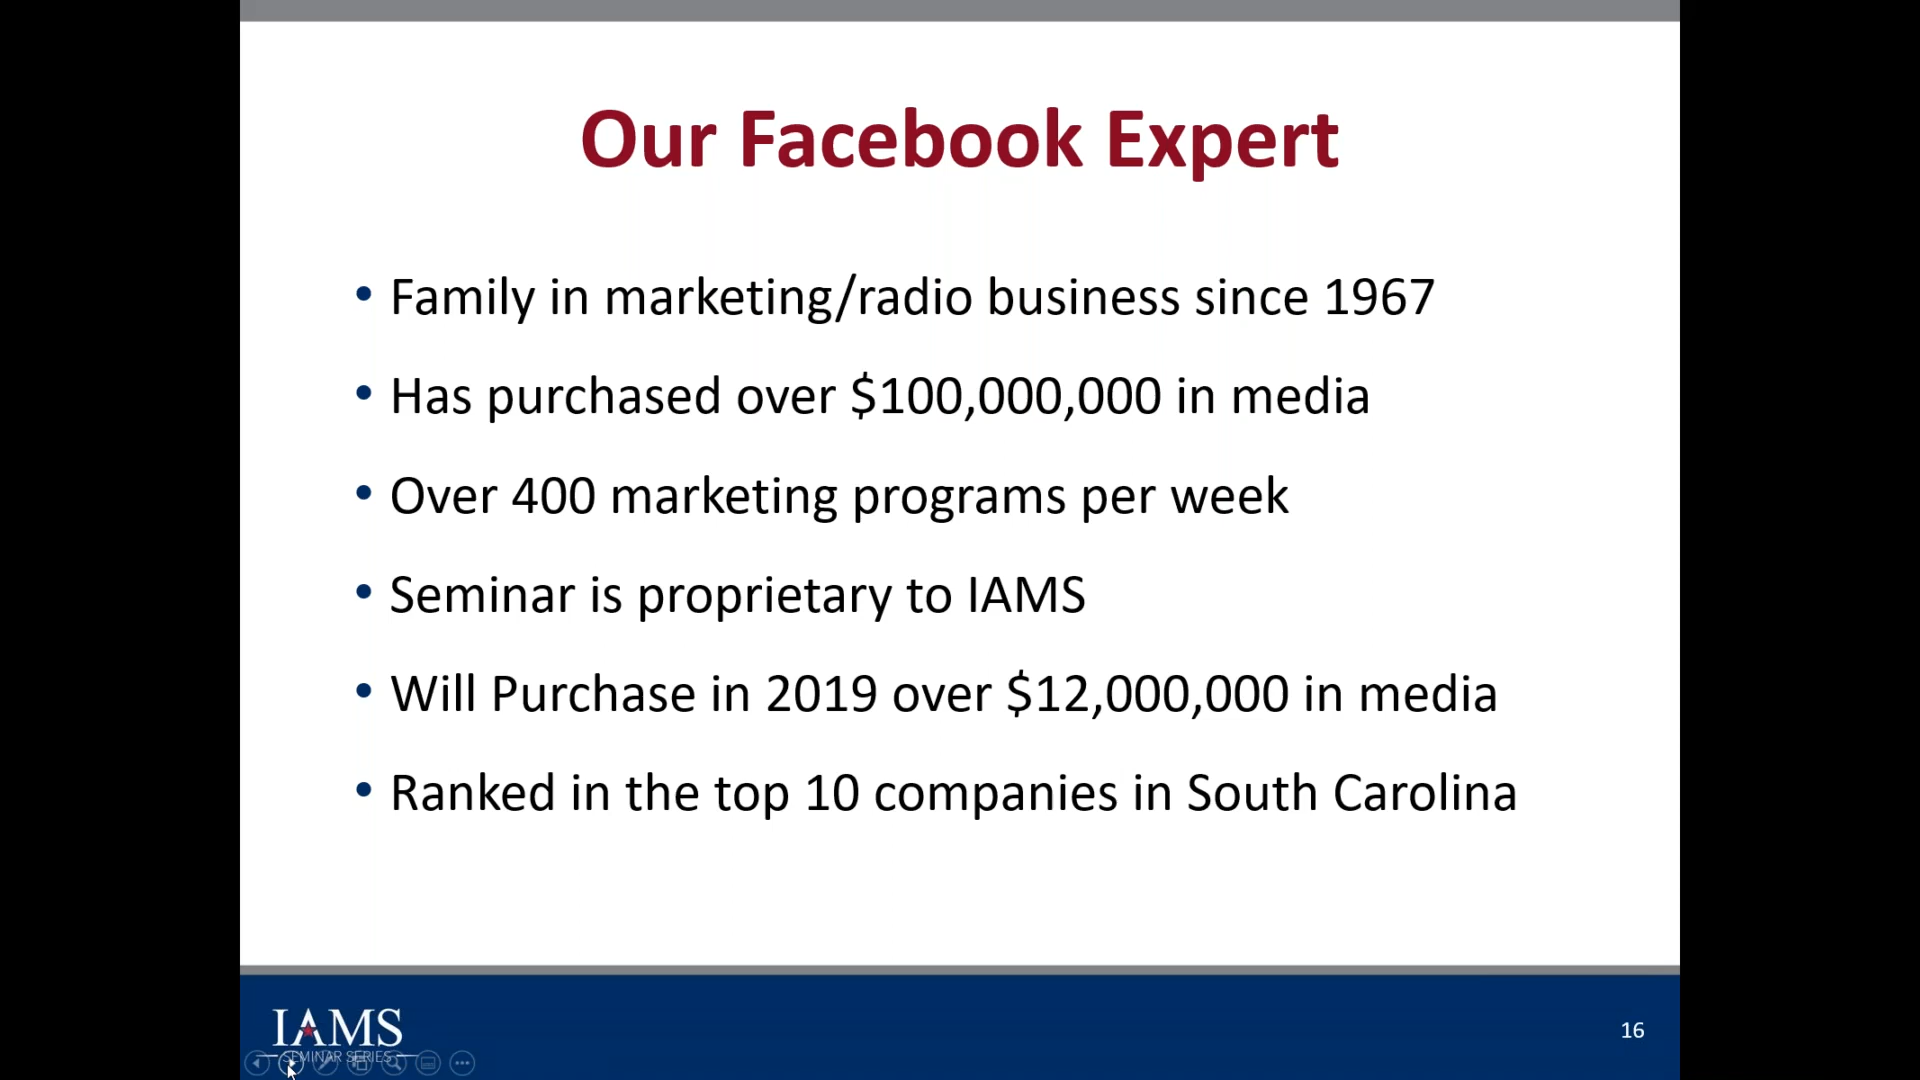 Our Facebook Expert
• Family in marketing/radio business since 1967
• Has purchased over $100,000,000 in media
• Over 400 marketing programs per week
• Seminar is proprietary to IAMS
• Will Purchase in 2019 over $12,000,000 in media
• Ranked in the top 10 companies in South Carolina
IAMS
SEMINAR SERIES
16